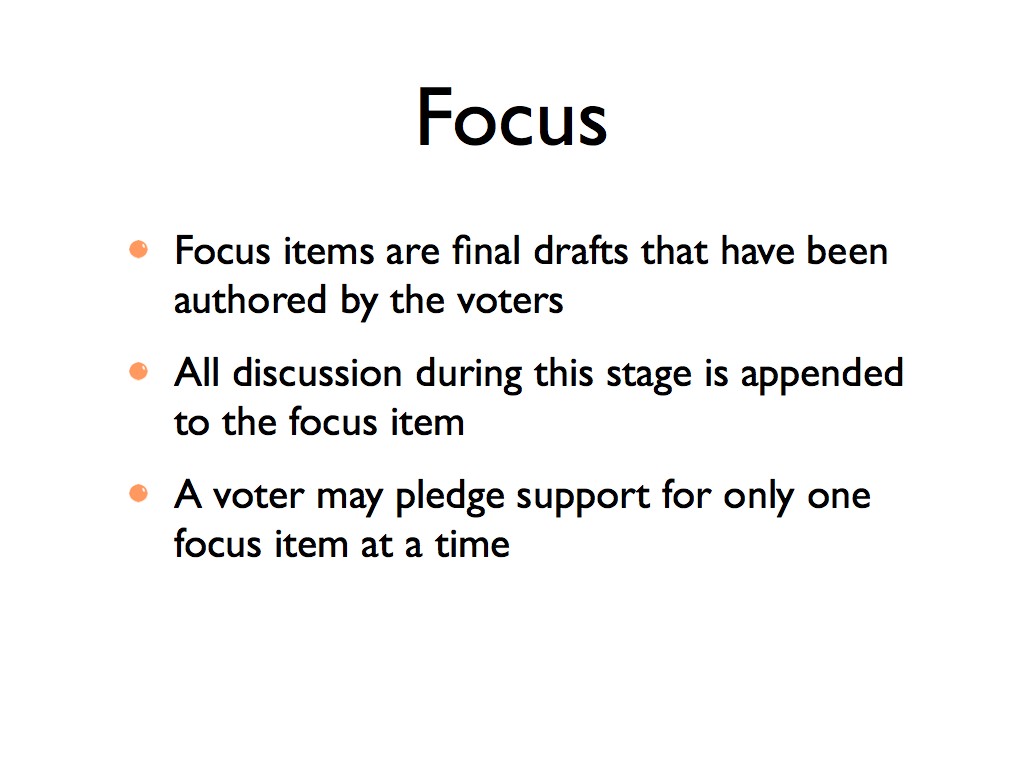 Focus
Focus items are final drafts that have been
authored by the voters
All discussion during this stage is appended
to the focus item
A voter may pledge support for only one
focus item at a time